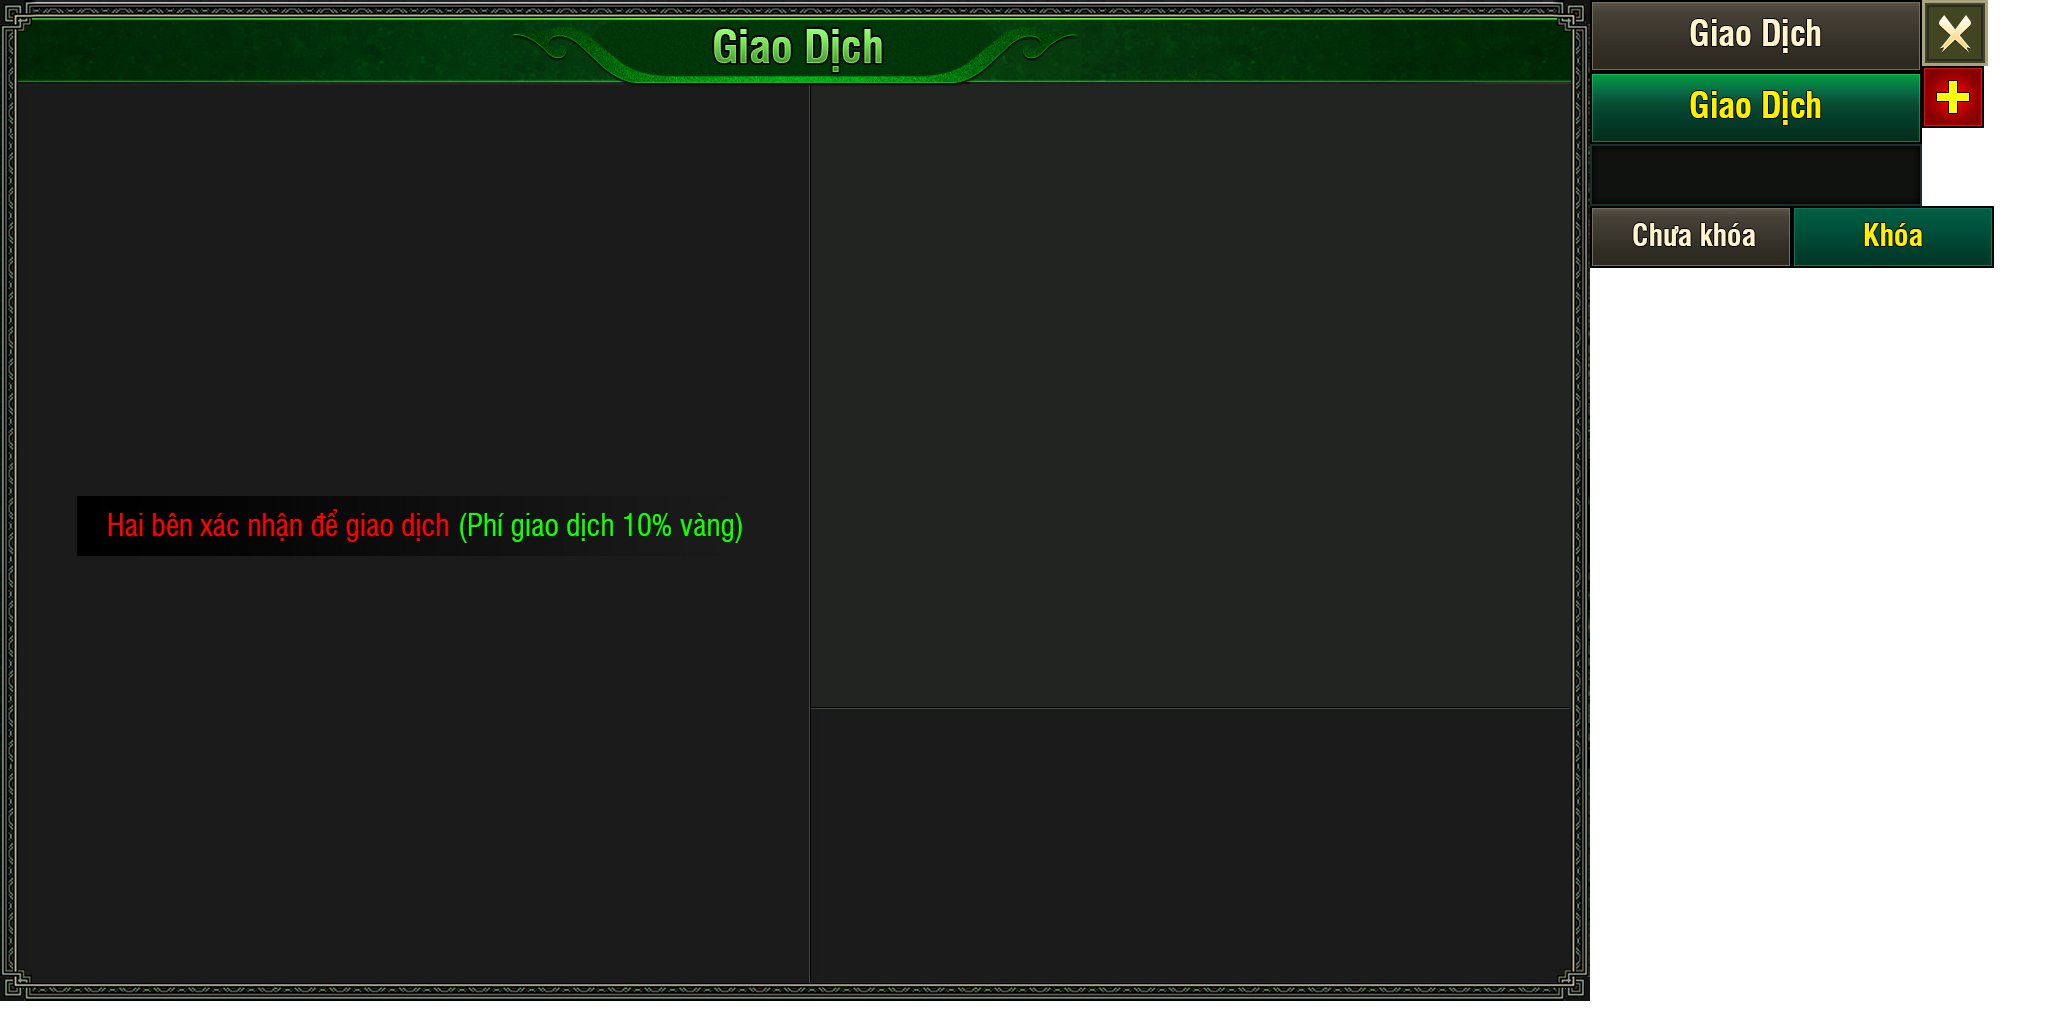 Giao Dịch
Giao Dịch
Giao Dịch
Chưa khóa
Khóa
Hai bên xác nhận để giao dịch (Phí giao dịch 10% vàng)